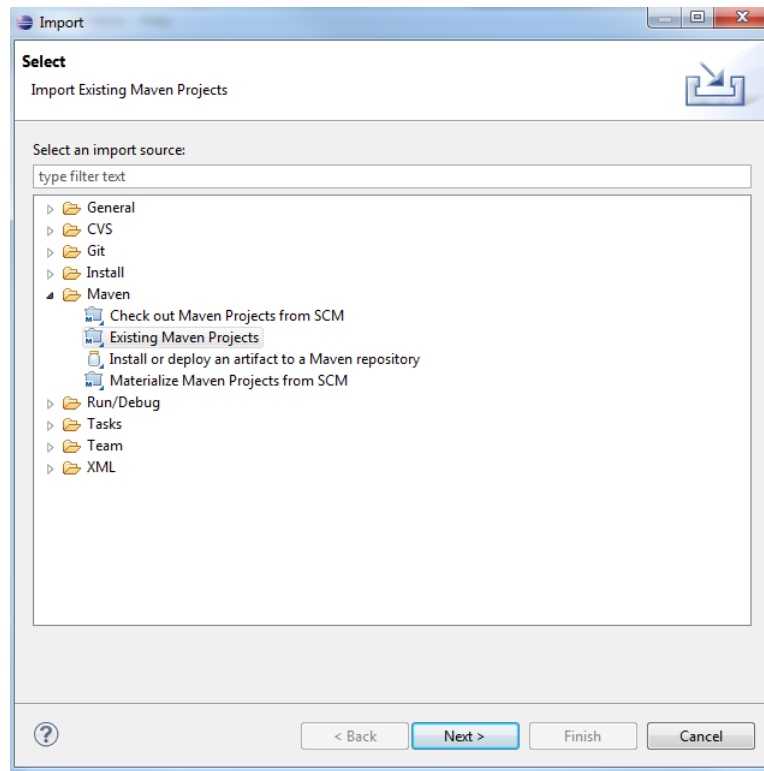 Import
Select
Import Existing Maven Projects
Select an import source:
type filter text
General
CVS
Git
Install
Maven
Check out Maven Projects from SCM
Existing Maven Projects
Install or deploy an artifact to a Maven repository
Materialize Maven Projects from SCM
Run/Debug
Tasks
Team
XML
? < Back Next > Finish Cancel